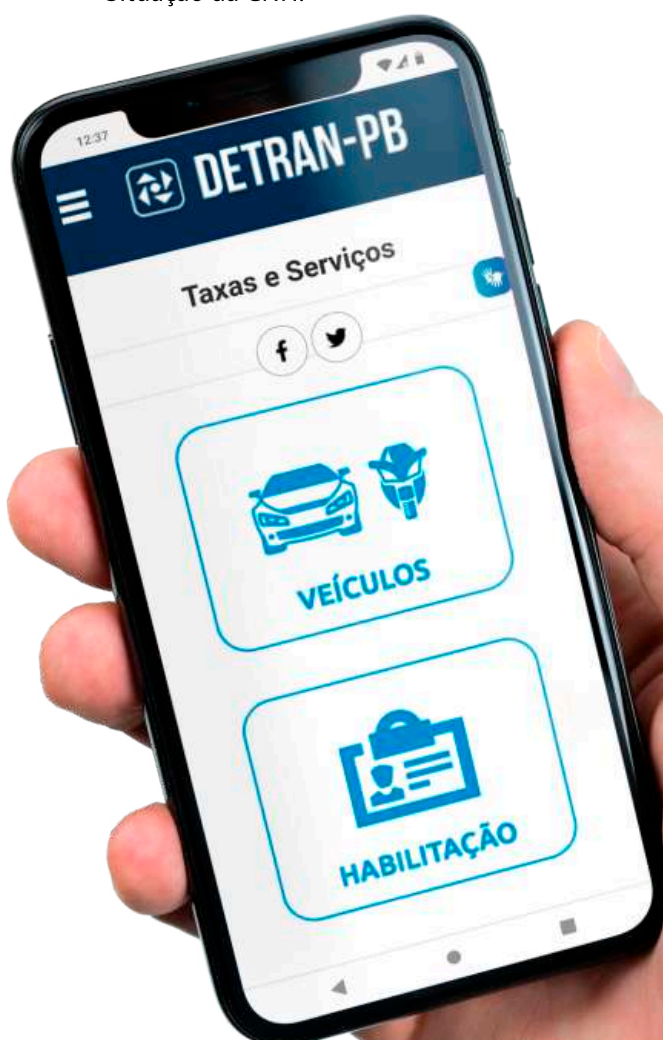 Situação da CNH.
12:37
DETRAN-PB
Taxas e Serviços
VEÍCULOS
HABILITAÇÃO